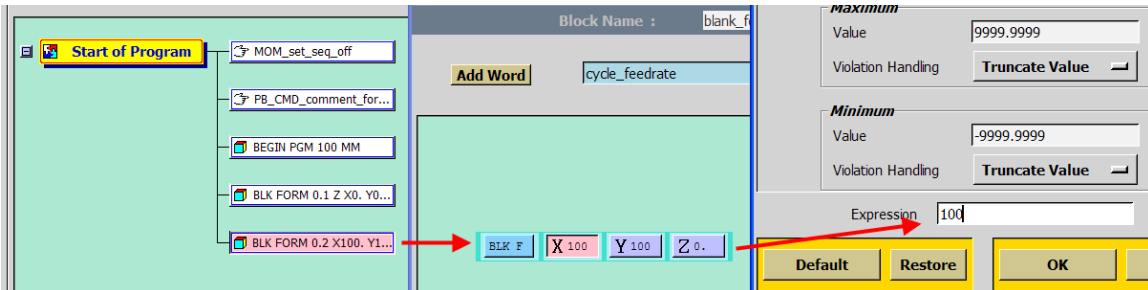 Start of Program
MOM_set_seq_off
PB_CMD_comment_for...
BEGIN PGM 100 MM
BLK FORM 0.1 Z X0. Y0...
BLK FORM 0.2 X100. Y1...
Block Name :
Add Word
cycle_feedrate
BLK F
X 100
Y 100
Z 0.
Maximum
Value 9999.9999
Violation Handling Truncate Value
Minimum
Value -9999.9999
Violation Handling Truncate Value
Expression 100
Default Restore OK